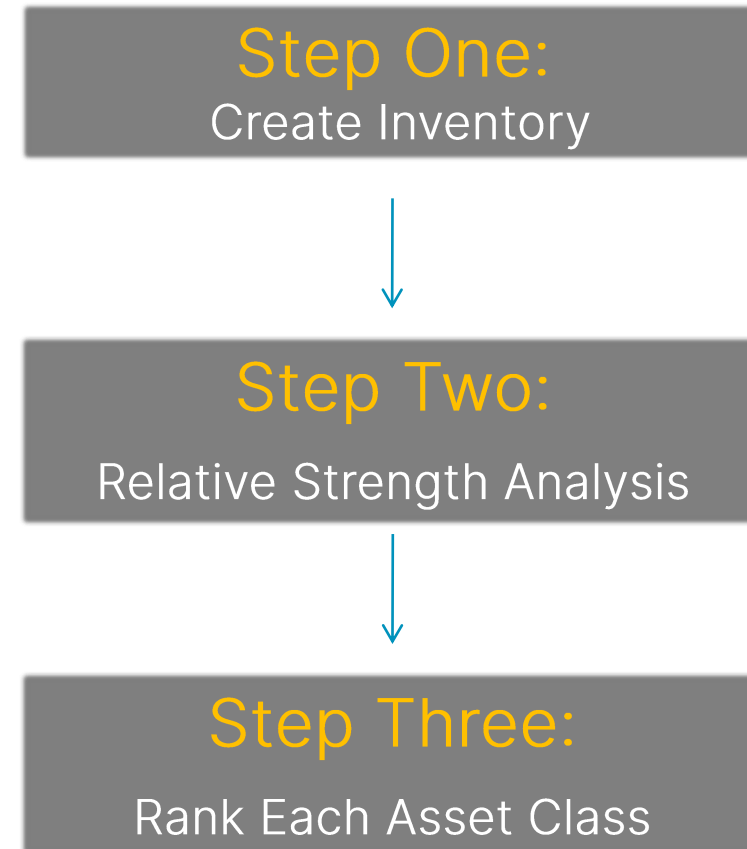 Step One:
Create Inventory
Step Two:
Relative Strength Analysis
Step Three:
Rank Each Asset Class